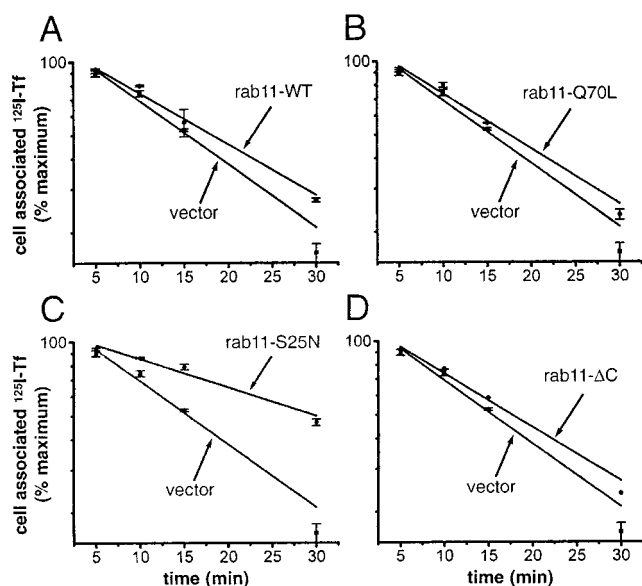 A
B
100
100
rab11-WT
rab11-Q70L
vector
vector
cell associated ¹²⁵I-Tf
(% maximum)
5 10 15 20 25 30
5 10 15 20 25 30
C
D
100
100
rab11-S25N
rab11-ΔC
vector
vector
cell associated ¹²⁵I-Tf
(% maximum)
5 10 15 20 25 30
5 10 15 20 25 30
time (min)
time (min)